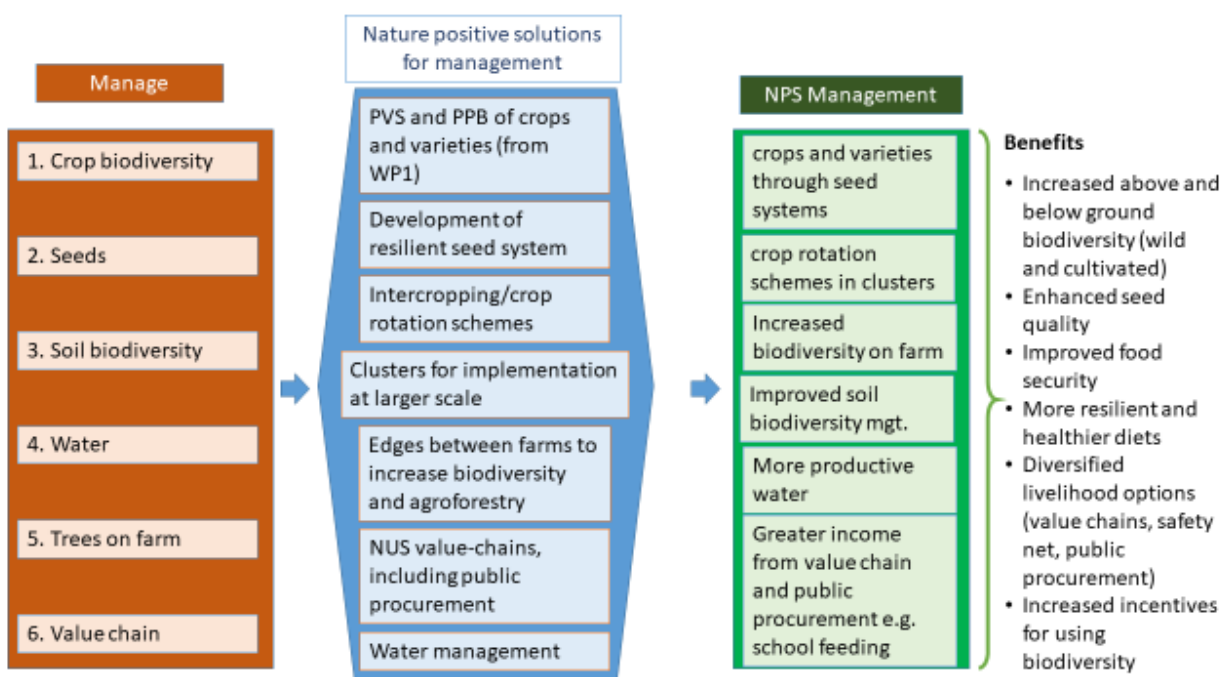 Manage
1. Crop biodiversity
2. Seeds
3. Soil biodiversity
4. Water
5. Trees on farm
6. Value chain
Nature positive solutions
for management
PVS and PPB of crops
and varieties (from
WP1)
Development of
resilient seed system
Intercropping/crop
rotation schemes
Clusters for implementation
at larger scale
Edges between farms to
increase biodiversity
and agroforestry
NUS value-chains,
including public
procurement
Water management
NPS Management
crops and varieties
through seed
systems
crop rotation
schemes in clusters
Increased
biodiversity on farm
Improved soil
biodiversity mgt.
More productive
water
Greater income
from value chain
and public
procurement e.g.
school feeding
Benefits
• Increased above and
below ground
biodiversity (wild
and cultivated)
• Enhanced seed
quality
• Improved food
security
• More resilient and
healthier diets
• Diversified
livelihood options
(value chains, safety
net, public
procurement)
• Increased incentives
for using
biodiversity